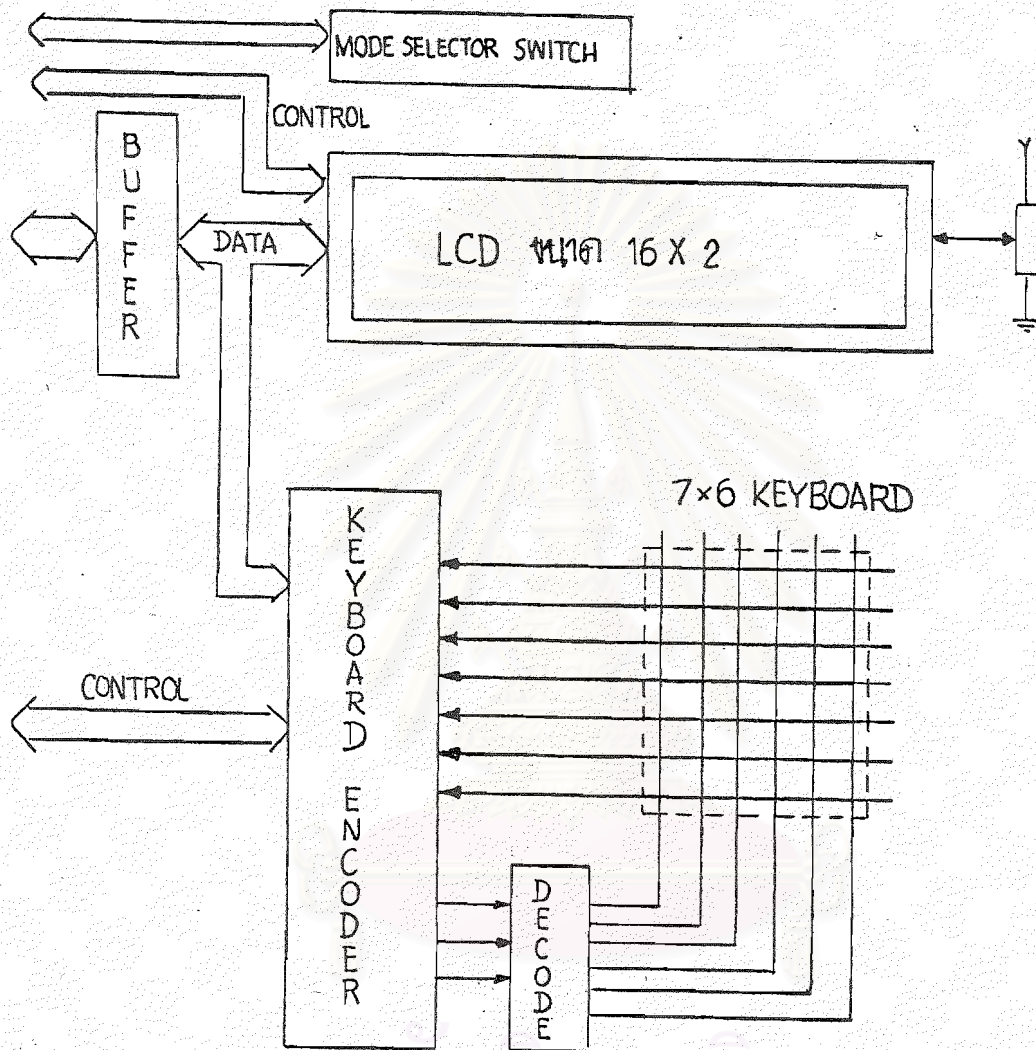 MODE SELECTOR SWITCH
CONTROL
BUFFER
DATA
LCD ขนาด 16 X 2
7×6 KEYBOARD
KEYBOARD ENCODER
CONTROL
DECODE